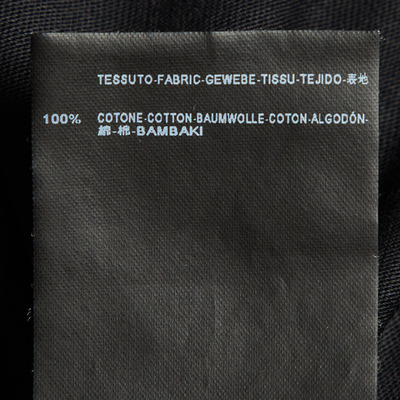 TESSUTO-FABRIC-GEWEBE-TISSU-TEJIDO-表地
100% COTONE-COTTON-BAUMWOLLE-COTON-ALGODÓN-
綿-棉-BAMBAKI